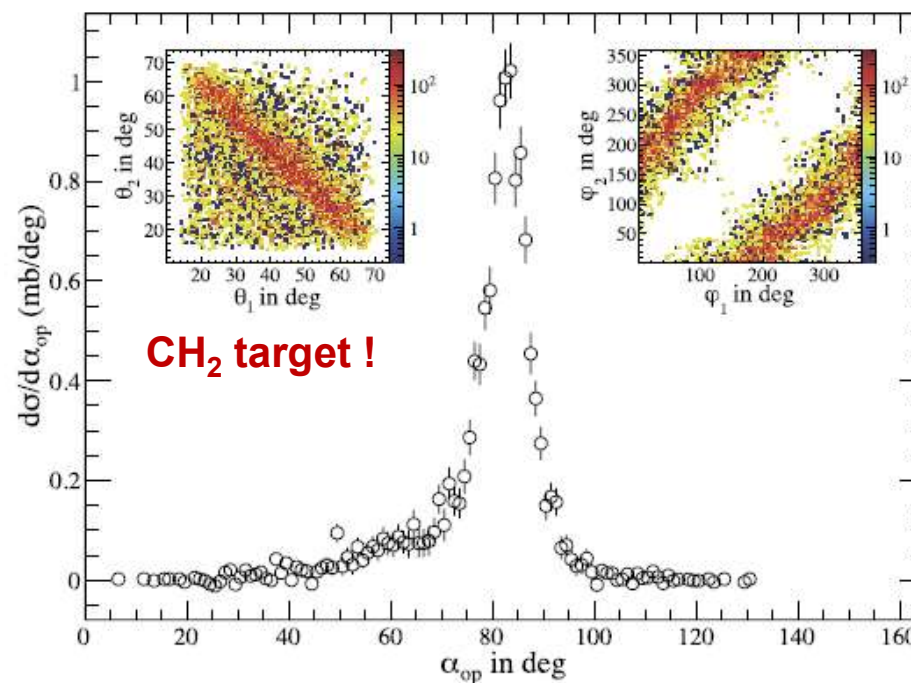 dσ/dα_op (mb/deg)
1
0.8
0.6
0.4
0.2
0
0 20 40 60 80 100 120 140 160
α_op in deg
θ₂ in deg
70
60
50
40
30
20
20 30 40 50 60 70
θ₁ in deg
10²
10
1
φ₂ in deg
350
300
250
200
150
100
50
100 200 300
φ₁ in deg
10²
10
1
CH₂ target !